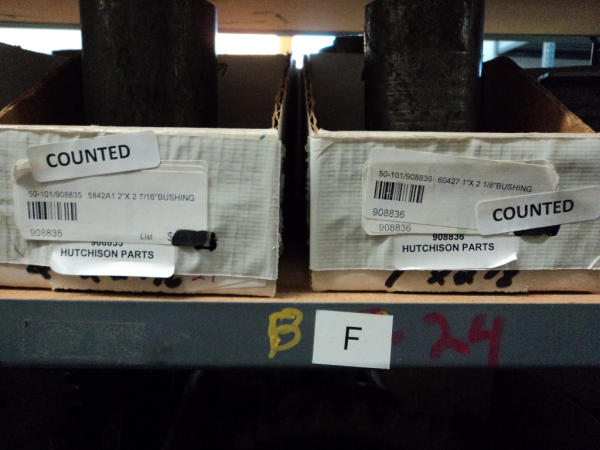 COUNTED
50-101/908835 5842A1 2"X 2 7/16"BUSHING
908835
List $
908835
HUTCHISON PARTS
50-101/908836- 60427 1"X 2 1/8"BUSHING
908836
COUNTED
908836
908836
HUTCHISON PARTS
B F 24